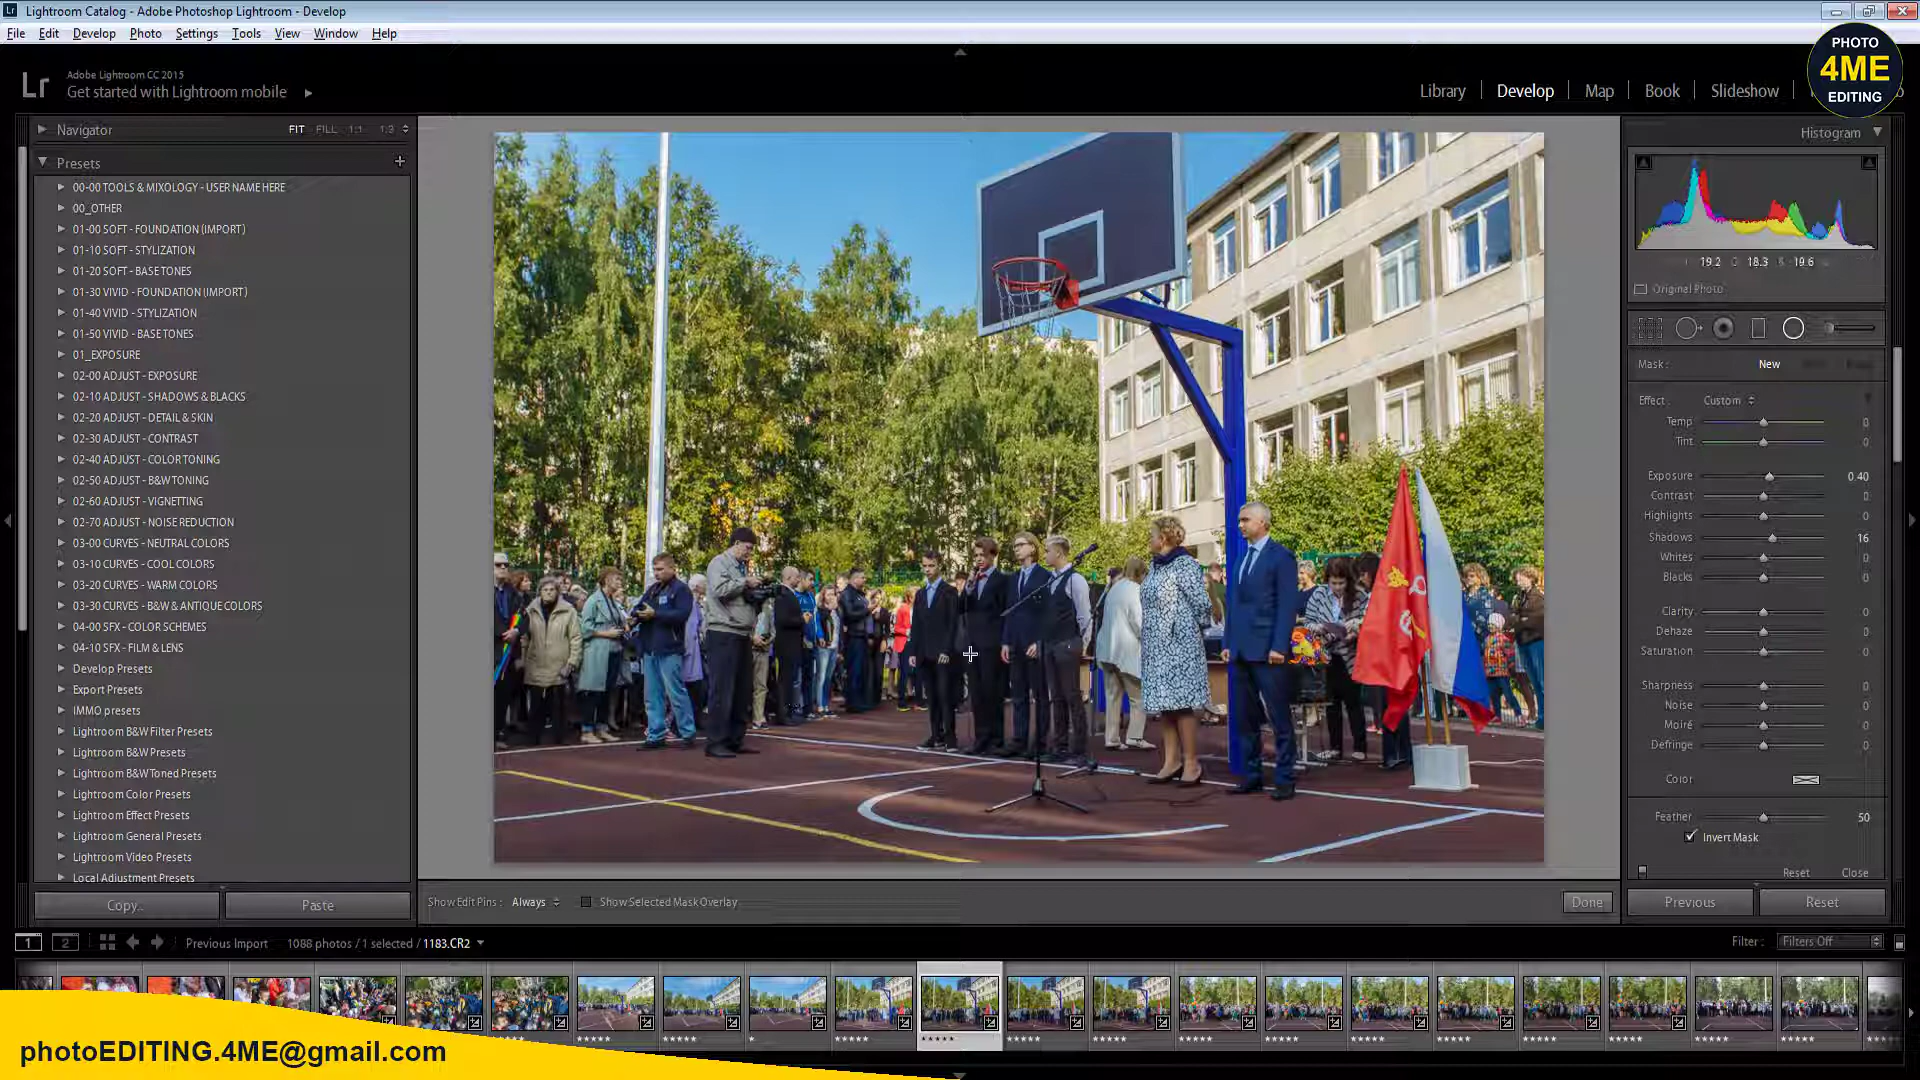 Lightroom Catalog - Adobe Photoshop Lightroom - Develop
File Edit Develop Photo Settings Tools View Window Help
PHOTO
4ME
EDITING
Lr
Adobe Lightroom CC 2015
Get started with Lightroom mobile
Library Develop Map Book Slideshow
Navigator FIT FILL 1:1 1:3
Presets +
00-00 TOOLS & MIXOLOGY - USER NAME HERE
00_OTHER
01-00 SOFT - FOUNDATION (IMPORT)
01-10 SOFT - STYLIZATION
01-20 SOFT - BASE TONES
01-30 VIVID - FOUNDATION (IMPORT)
01-40 VIVID - STYLIZATION
01-50 VIVID - BASE TONES
01_EXPOSURE
02-00 ADJUST - EXPOSURE
02-10 ADJUST - SHADOWS & BLACKS
02-20 ADJUST - DETAIL & SKIN
02-30 ADJUST - CONTRAST
02-40 ADJUST - COLOR TONING
02-50 ADJUST - B&W TONING
02-60 ADJUST - VIGNETTING
02-70 ADJUST - NOISE REDUCTION
03-00 CURVES - NEUTRAL COLORS
03-10 CURVES - COOL COLORS
03-20 CURVES - WARM COLORS
03-30 CURVES - B&W & ANTIQUE COLORS
04-00 SFX - COLOR SCHEMES
04-10 SFX - FILM & LENS
Develop Presets
Export Presets
IMMO presets
Lightroom B&W Filter Presets
Lightroom B&W Presets
Lightroom B&W Toned Presets
Lightroom Color Presets
Lightroom Effect Presets
Lightroom General Presets
Lightroom Video Presets
Local Adjustment Presets
Copy... Paste
Histogram
19.2 18.3 19.6
Original Photo
Mask : New
Effect : Custom
Temp 0
Tint 0
Exposure 0.40
Contrast 0
Highlights 0
Shadows 16
Whites 0
Blacks 0
Clarity 0
Dehaze 0
Saturation 0
Sharpness 0
Noise 0
Moiré 0
Defringe 0
Color
Feather 50
Invert Mask
Reset Close
Previous Reset
Show Edit Pins : Always Show Selected Mask Overlay Done
1 2 Previous Import 1088 photos / 1 selected / 1183.CR2 Filter : Filters Off
photoEDITING.4ME@gmail.com